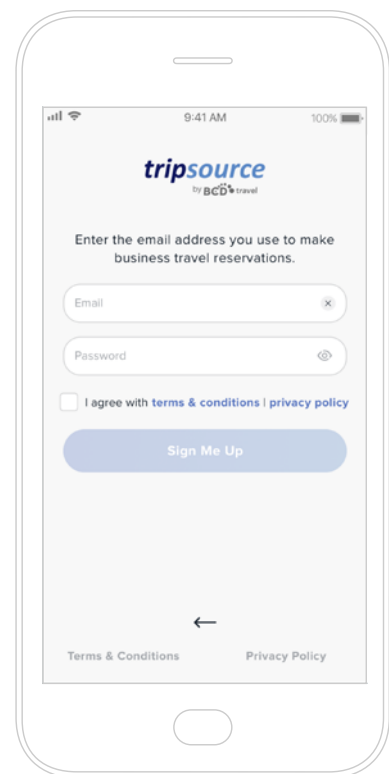 9:41 AM 100%
tripsource
by BCD travel
Enter the email address you use to make
business travel reservations.
Email
Password
I agree with terms & conditions | privacy policy
Sign Me Up
Terms & Conditions Privacy Policy